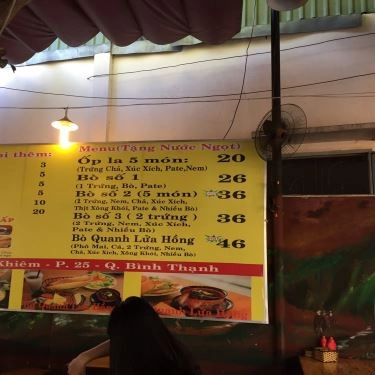 Menu(Tặng Nước Ngọt)
thêm:
3
5
5
5
10
20
Ốp la 5 món: 20
(Trứng Chả, Xúc Xích, Pate, Nem)
Bò số 1 26
(1 Trứng, Bò, Pate)
Bò số 2 (5 món) 36
(2 Trứng, Nem, Chả, Xúc Xích,
Thịt Xông Khói, Pate & Nhiều Bò)
Bò số 3 ( 2 trứng ) 36
(2 Trứng, Nem, Chả, Xúc Xích,
Pate & Nhiều Bò)
Bò Quanh Lửa Hồng 46
(Phô Mai, Cá, 2 Trứng, Nem,
Chả, Xúc Xích, Xông Khói, Nhiều Bò)
Khiêm - P. 25 - Q. Bình Thạnh
Lửa Hồng